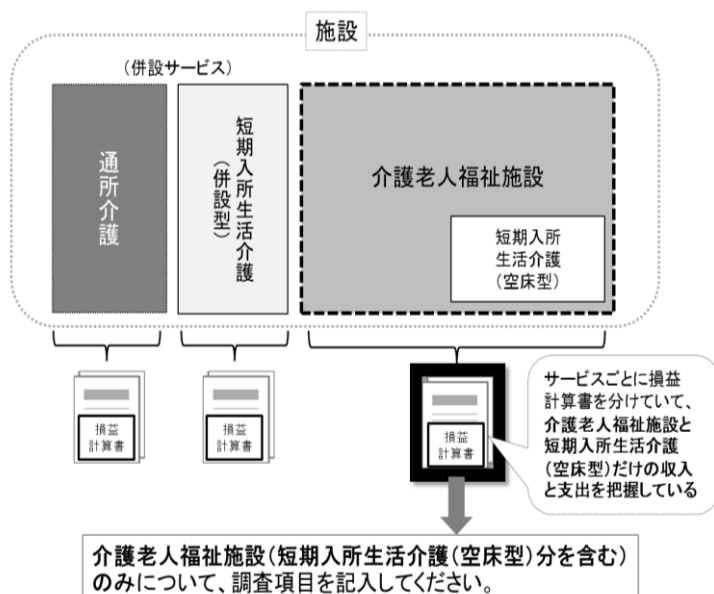 施設
（併設サービス）
通所介護
短期入所生活介護
（併設型）
介護老人福祉施設
短期入所
生活介護
（空床型）
損益
計算書
損益
計算書
損益
計算書
サービスごとに損益
計算書を分けていて、
介護老人福祉施設と
短期入所生活介護
（空床型）だけの収入
と支出を把握している
介護老人福祉施設（短期入所生活介護（空床型）分を含む）
のみについて、調査項目を記入してください。